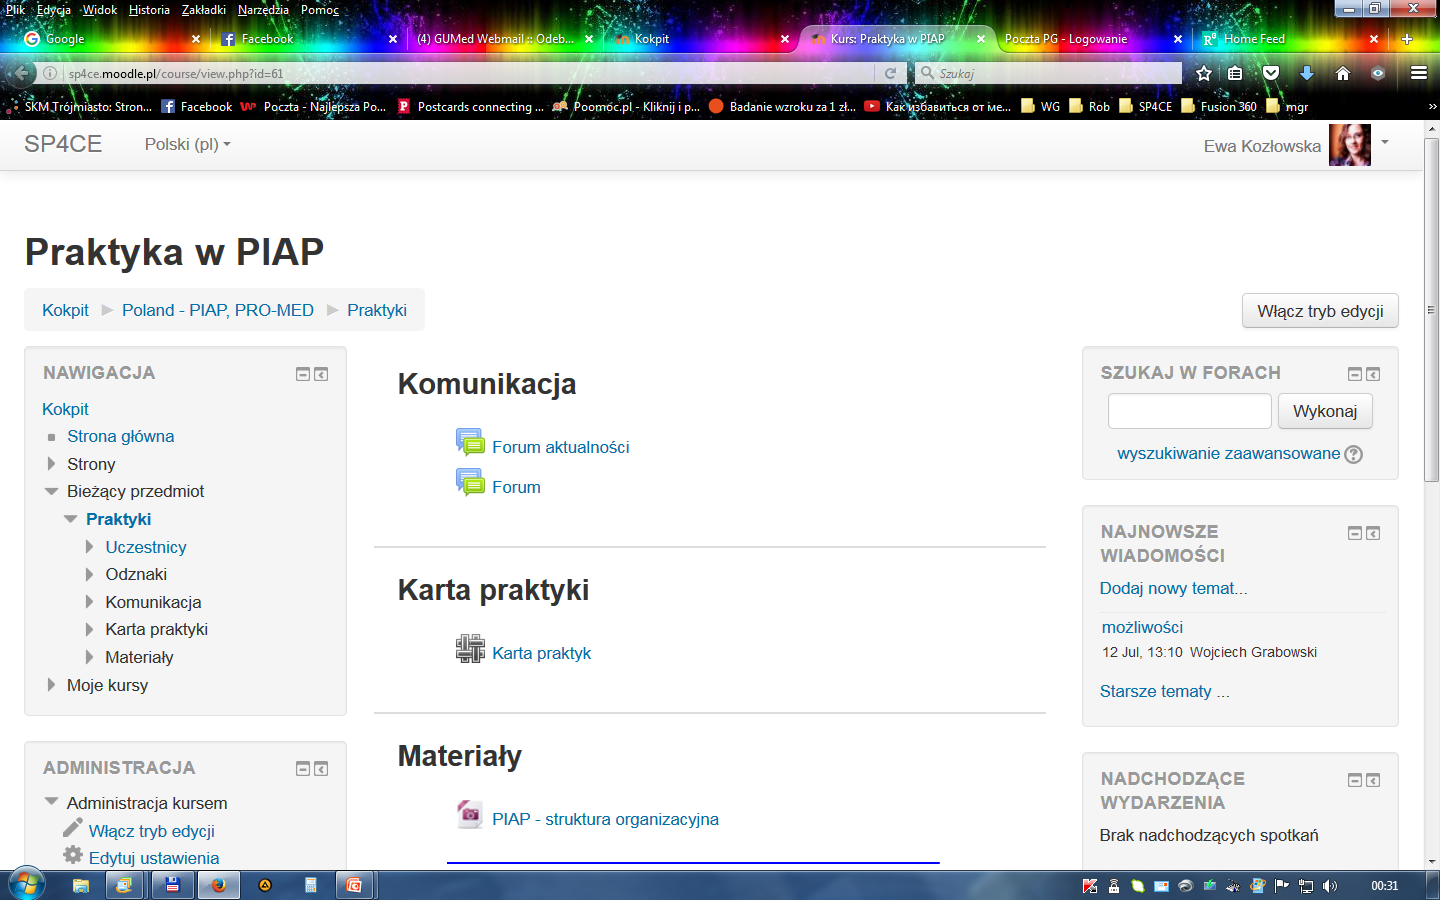 Plik Edycja Widok Historia Zakładki Narzędzia Pomoc
Google Facebook (4) GUMed Webmail :: Odeb... Kokpit Kurs: Praktyka w PIAP Poczta PG - Logowanie Home Feed
sp4ce.moodle.pl/course/view.php?id=61 Szukaj
SKM Trójmiasto: Stron... Facebook Poczta - Najlepsza Po... Postcards connecting ... Poomoc.pl - Kliknij i p... Badanie wzroku za 1 zł... Как избавиться от ме... WG Rob SP4CE Fusion 360 mgr
SP4CE Polski (pl) Ewa Kozłowska
Praktyka w PIAP
Kokpit Poland - PIAP, PRO-MED Praktyki
Włącz tryb edycji
NAWIGACJA
Kokpit
Strona główna
Strony
Bieżący przedmiot
Praktyki
Uczestnicy
Odznaki
Komunikacja
Karta praktyki
Materiały
Moje kursy
ADMINISTRACJA
Administracja kursem
Włącz tryb edycji
Edytuj ustawienia
Komunikacja
Forum aktualności
Forum
Karta praktyki
Karta praktyk
Materiały
PIAP - struktura organizacyjna
SZUKAJ W FORACH
Wykonaj
wyszukiwanie zaawansowane
NAJNOWSZE
WIADOMOŚCI
Dodaj nowy temat...
możliwości
12 Jul, 13:10 Wojciech Grabowski
Starsze tematy ...
NADCHODZĄCE
WYDARZENIA
Brak nadchodzących spotkań
00:31